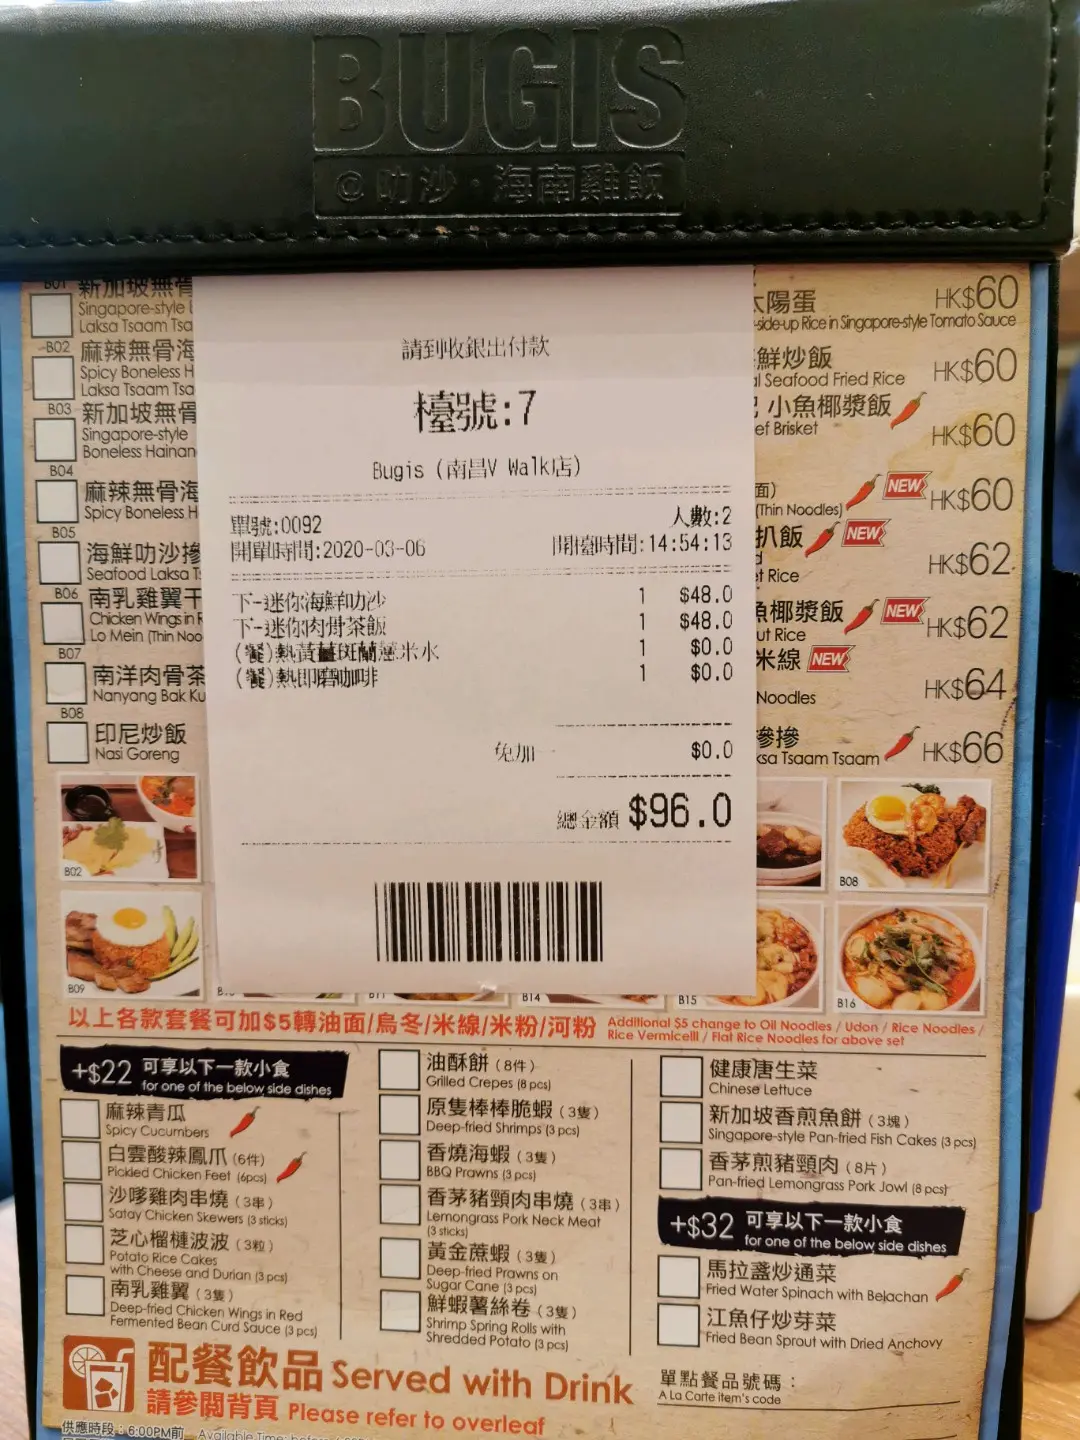 BUGIS
@叻沙·海南雞飯
請到收銀出付款
檯號:7
Bugis (南昌V Walk店)
單號:0092 人數:2
開單時間:2020-03-06 開檯時間:14:54:13
下-迷你海鮮叻沙 1 $48.0
下-迷你肉骨茶飯 1 $48.0
(餐)熱黃薑斑蘭薏米水 1 $0.0
(餐)熱即磨咖啡 1 $0.0
免加一 $0.0
總金額 $96.0
B01 新加坡無骨
Singapore-style
Laksa Tsaam Tsa
B02 麻辣無骨海
Spicy Boneless H
Laksa Tsaam Tsa
B03 新加坡無骨
Singapore-style
Boneless Hainan
B04 麻辣無骨海
Spicy Boneless H
B05 海鮮叻沙摻
Seafood Laksa Ts
B06 南乳雞翼干
Chicken Wings in R
Lo Mein (Thin Noo
B07 南洋肉骨茶
Nanyang Bak Ku
B08 印尼炒飯
Nasi Goreng
太陽蛋 HK$60
-side-up Rice in Singapore-style Tomato Sauce
鮮炒飯 HK$60
Seafood Fried Rice
小魚椰漿飯 HK$60
ef Brisket
面) NEW HK$60
(Thin Noodles)
扒飯 NEW HK$62
Rice
魚椰漿飯 NEW HK$62
ut Rice
米線 NEW HK$64
Noodles
摻摻 HK$66
ksa Tsaam Tsaam
B02
B08
B09
B14
B15
B16
以上各款套餐可加$5轉油面/烏冬/米線/米粉/河粉
Additional $5 change to Oil Noodles / Udon / Rice Noodles /
Rice Vermicelli / Flat Rice Noodles for above set
+$22 可享以下一款小食
for one of the below side dishes
麻辣青瓜
Spicy Cucumbers
白雲酸辣鳳爪 (6件)
Pickled Chicken Feet (6pcs)
沙嗲雞肉串燒 (3串)
Satay Chicken Skewers (3 sticks)
芝心榴槤波波 (3粒)
Potato Rice Cakes
with Cheese and Durian (3 pcs)
南乳雞翼 (3隻)
Deep-fried Chicken Wings in Red
Fermented Bean Curd Sauce (3 pcs)
油酥餅 (8件)
Grilled Crepes (8 pcs)
原隻棒棒脆蝦 (3隻)
Deep-fried Shrimps (3 pcs)
香燒海蝦 (3隻)
BBQ Prawns (3 pcs)
香茅豬頸肉串燒 (3串)
Lemongrass Pork Neck Meat
(3 sticks)
黃金蔗蝦 (3隻)
Deep-fried Prawns on
Sugar Cane (3 pcs)
鮮蝦薯絲卷 (3隻)
Shrimp Spring Rolls with
Shredded Potato (3 pcs)
健康唐生菜
Chinese Lettuce
新加坡香煎魚餅 (3塊)
Singapore-style Pan-fried Fish Cakes (3 pcs)
香茅煎豬頸肉 (8片)
Pan-fried Lemongrass Pork Jowl (8 pcs)
+$32 可享以下一款小食
for one of the below side dishes
馬拉盞炒通菜
Fried Water Spinach with Belachan
江魚仔炒芽菜
Fried Bean Sprout with Dried Anchovy
配餐飲品 Served with Drink
請參閱背頁 Please refer to overleaf
單點餐品號碼：
A La Carte item's code
供應時段：6:00PM前 Available Time: